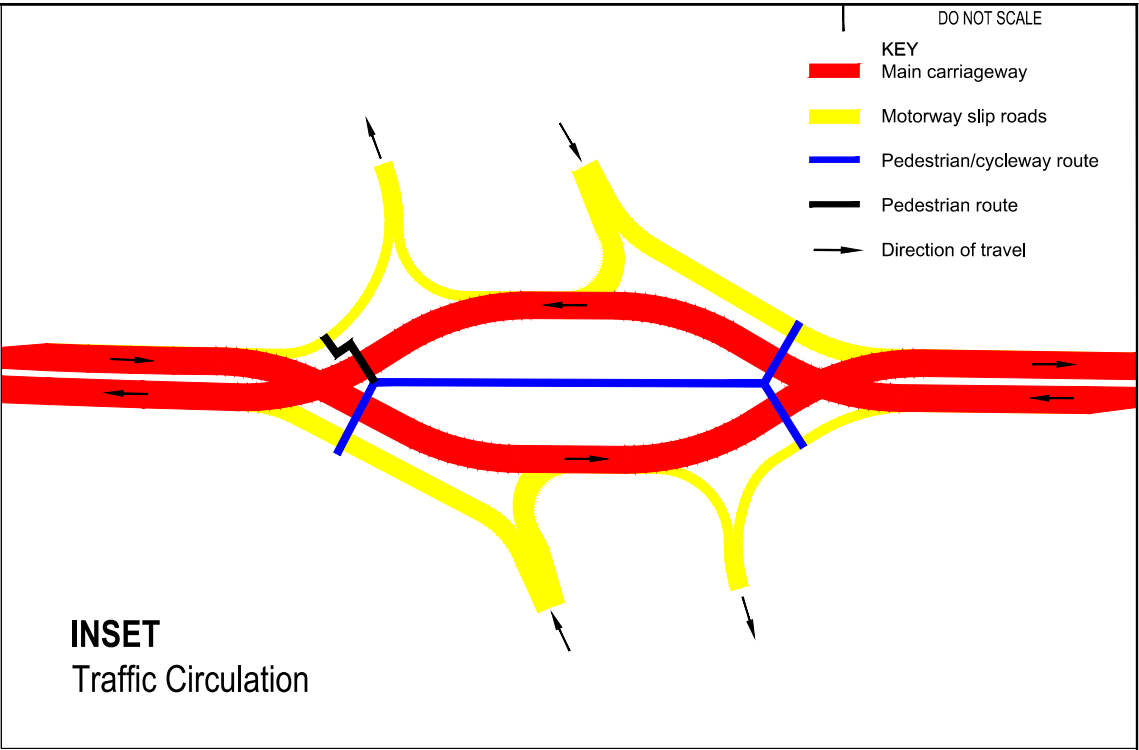 DO NOT SCALE
KEY
Main carriageway
Motorway slip roads
Pedestrian/cycleway route
Pedestrian route
Direction of travel
INSET
Traffic Circulation